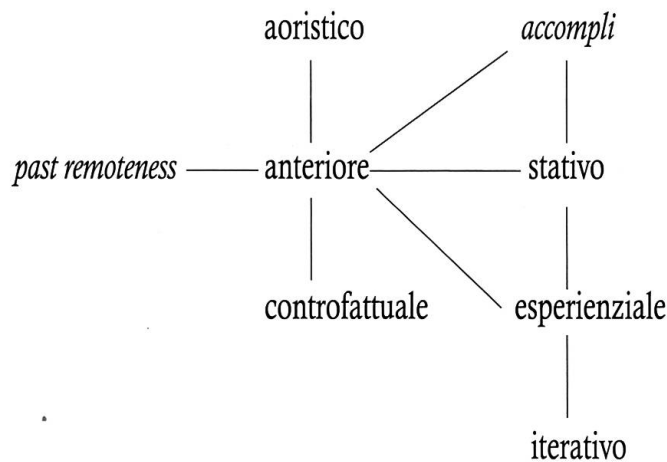 aoristico accompli
past remoteness anteriore stativo
controfattuale esperienziale
iterativo